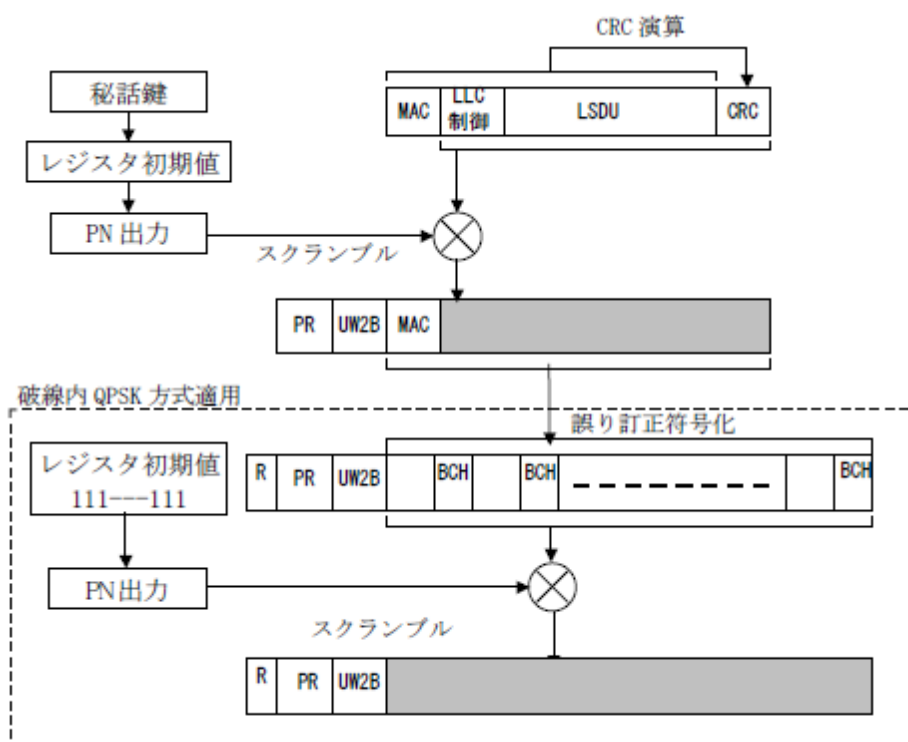 CRC 演算
秘話鍵
MAC
LLC
制御
LSDU
CRC
レジスタ初期値
PN 出力
スクランブル
PR
UW2B
MAC
破線内 QPSK 方式適用
誤り訂正符号化
レジスタ初期値
111---111
R
PR
UW2B
BCH
BCH
BCH
PN出力
スクランブル
R
PR
UW2B